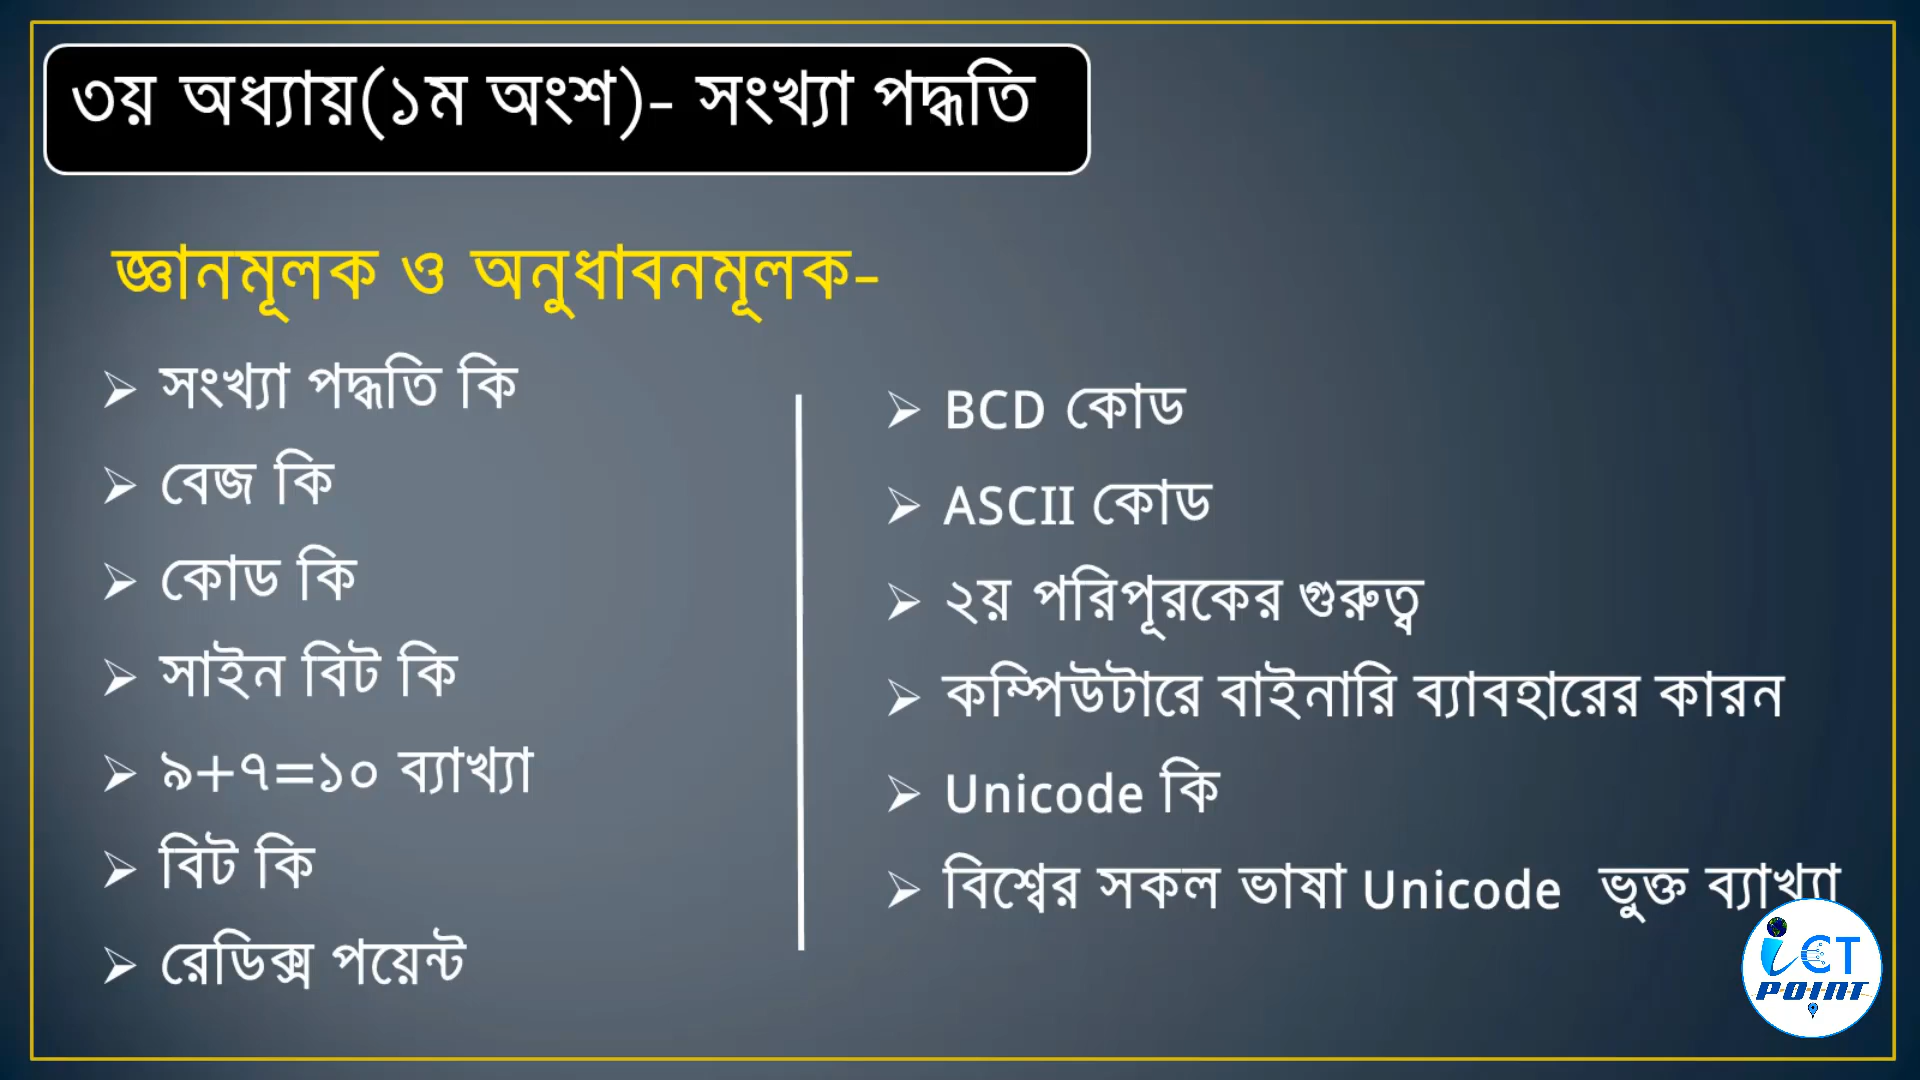 ৩য় অধ্যায়(১ম অংশ)- সংখ্যা পদ্ধতি
জ্ঞানমূলক ও অনুধাবনমূলক-
সংখ্যা পদ্ধতি কি
বেজ কি
কোড কি
সাইন বিট কি
৯+৭=১০ ব্যাখ্যা
বিট কি
রেডিক্স পয়েন্ট
BCD কোড
ASCII কোড
২য় পরিপূরকের গুরুত্ব
কম্পিউটারে বাইনারি ব্যাবহারের কারন
Unicode কি
বিশ্বের সকল ভাষা Unicode ভুক্ত ব্যাখ্যা
iCT
POINT